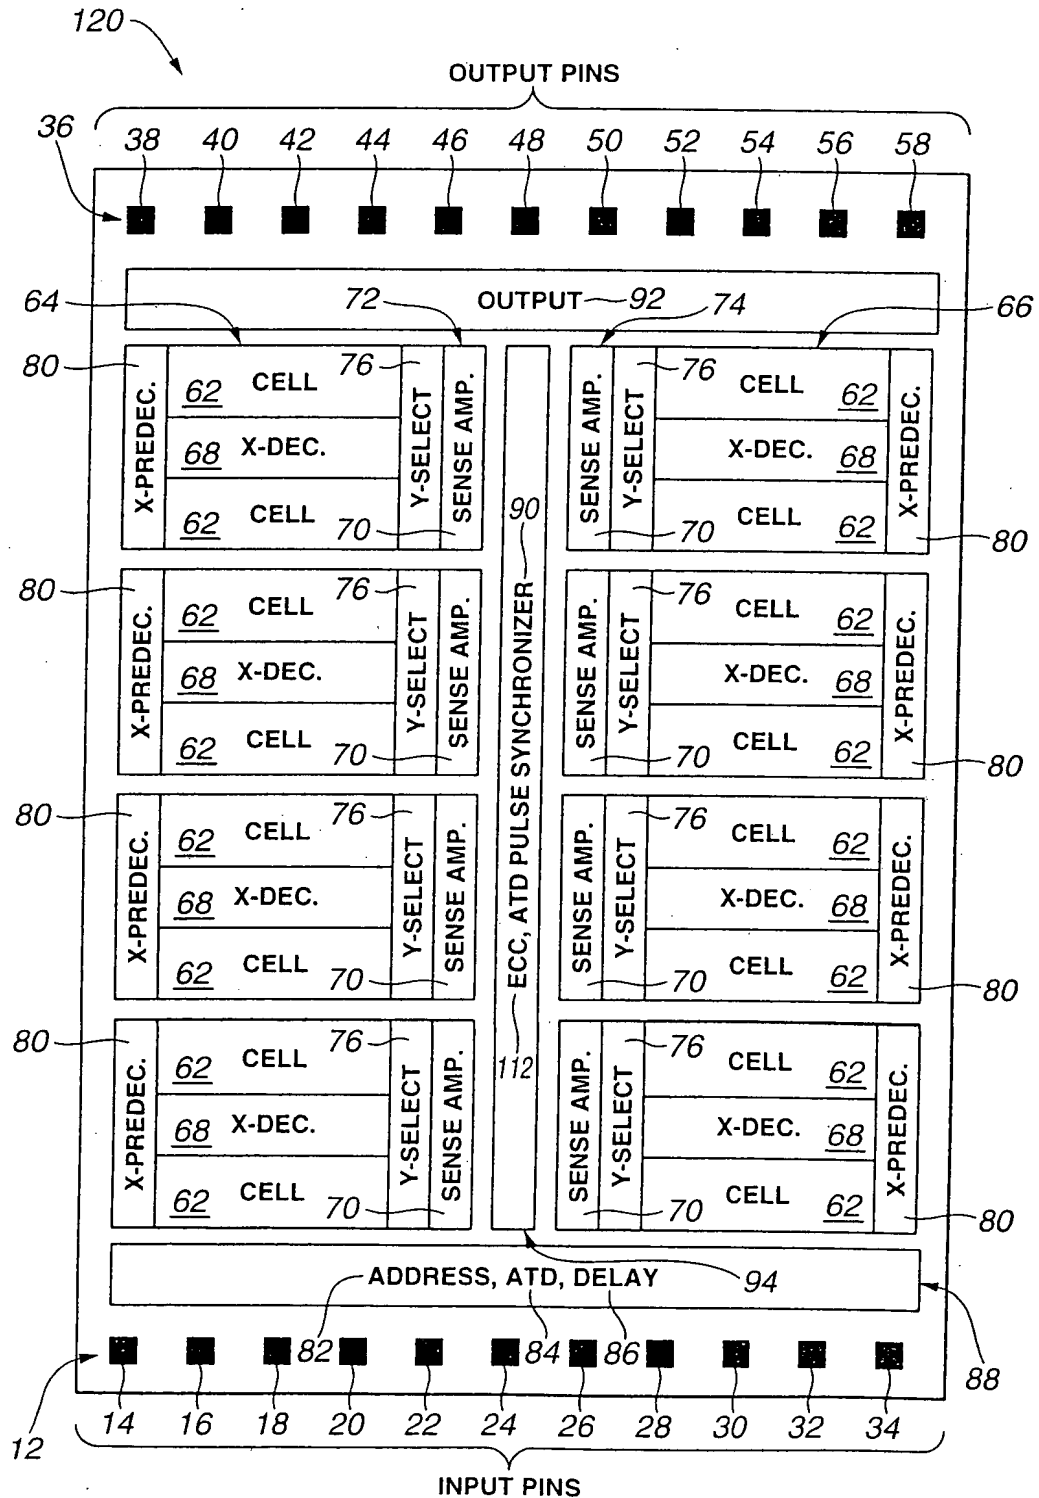 120
OUTPUT PINS
36 38 40 42 44 46 48 50 52 54 56 58
64 72 OUTPUT 92 74 66
80 X-PREDEC. 62 CELL 76 Y-SELECT SENSE AMP.
68 X-DEC.
62 CELL 70
SENSE AMP. Y-SELECT 76 CELL 62 X-PREDEC.
X-DEC. 68
70 CELL 62 80
80 X-PREDEC. 62 CELL 76 Y-SELECT SENSE AMP.
68 X-DEC.
62 CELL 70
SENSE AMP. Y-SELECT 76 CELL 62 X-PREDEC.
X-DEC. 68
70 CELL 62 80
80 X-PREDEC. 62 CELL 76 Y-SELECT SENSE AMP.
68 X-DEC.
62 CELL 70
SENSE AMP. Y-SELECT 76 CELL 62 X-PREDEC.
X-DEC. 68
70 CELL 62 80
80 X-PREDEC. 62 CELL 76 Y-SELECT SENSE AMP.
68 X-DEC.
62 CELL 70
SENSE AMP. Y-SELECT 76 CELL 62 X-PREDEC.
X-DEC. 68
70 CELL 62 80
90
ECC, ATD PULSE SYNCHRONIZER
112
ADDRESS, ATD, DELAY 94
82 84 86 88
12 14 16 18 20 22 24 26 28 30 32 34
INPUT PINS